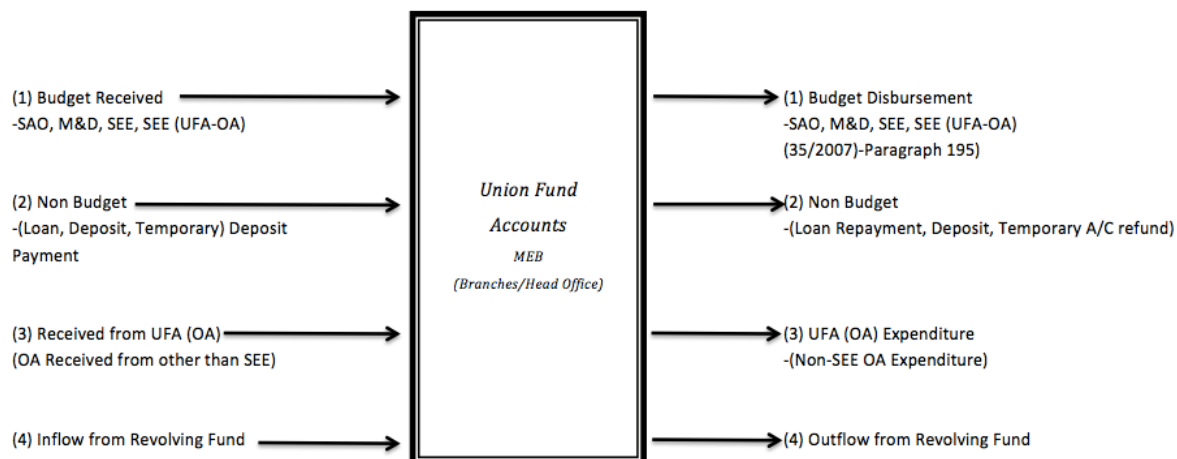 (1) Budget Received
-SAO, M&D, SEE, SEE (UFA-OA)
(2) Non Budget
-(Loan, Deposit, Temporary) Deposit
Payment
(3) Received from UFA (OA)
(OA Received from other than SEE)
(4) Inflow from Revolving Fund
Union Fund
Accounts
MEB
(Branches/Head Office)
(1) Budget Disbursement
-SAO, M&D, SEE, SEE (UFA-OA)
(35/2007)-Paragraph 195)
(2) Non Budget
-(Loan Repayment, Deposit, Temporary A/C refund)
(3) UFA (OA) Expenditure
-(Non-SEE OA Expenditure)
(4) Outflow from Revolving Fund